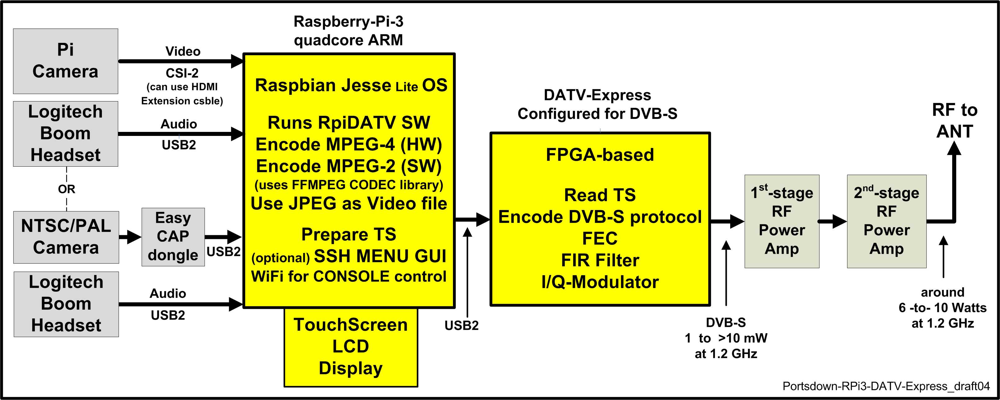 Raspberry-Pi-3
quadcore ARM
Pi
Camera
Video
CSI-2
(can use HDMI
Extension csble)
Logitech
Boom
Headset
Audio
USB2
OR
NTSC/PAL
Camera
Easy
CAP
dongle
USB2
Logitech
Boom
Headset
Audio
USB2
Raspbian Jesse Lite OS
Runs RpiDATV SW
Encode MPEG-4 (HW)
Encode MPEG-2 (SW)
(uses FFMPEG CODEC library)
Use JPEG as Video file
Prepare TS
(optional) SSH MENU GUI
WiFi for CONSOLE control
TouchScreen
LCD
Display
USB2
DATV-Express
Configured for DVB-S
FPGA-based
Read TS
Encode DVB-S protocol
FEC
FIR Filter
I/Q-Modulator
DVB-S
1 to >10 mW
at 1.2 GHz
1st-stage
RF
Power
Amp
2nd-stage
RF
Power
Amp
RF to
ANT
around
6 -to- 10 Watts
at 1.2 GHz
Portsdown-RPi3-DATV-Express_draft04